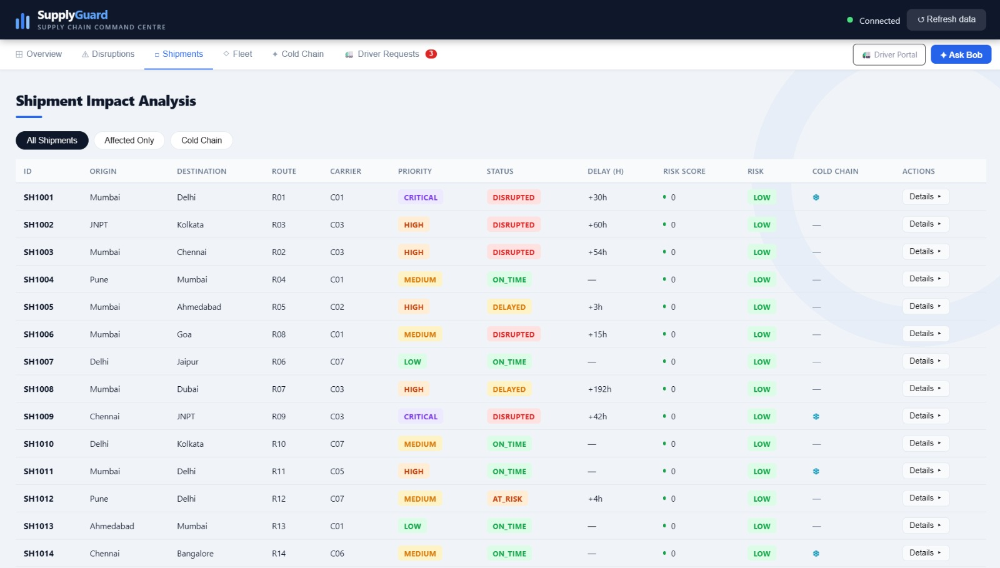 SupplyGuard
SUPPLY CHAIN COMMAND CENTRE
Connected
↺ Refresh data
Overview
Disruptions
Shipments
Fleet
Cold Chain
Driver Requests 3
Driver Portal
Ask Bob
Shipment Impact Analysis
All Shipments Affected Only Cold Chain
ID ORIGIN DESTINATION ROUTE CARRIER PRIORITY STATUS DELAY (H) RISK SCORE RISK COLD CHAIN ACTIONS
SH1001 Mumbai Delhi R01 C01 CRITICAL DISRUPTED +30h 0 LOW ❄ Details ▸
SH1002 JNPT Kolkata R03 C03 HIGH DISRUPTED +60h 0 LOW — Details ▸
SH1003 Mumbai Chennai R02 C03 HIGH DISRUPTED +54h 0 LOW — Details ▸
SH1004 Pune Mumbai R04 C01 MEDIUM ON_TIME — 0 LOW — Details ▸
SH1005 Mumbai Ahmedabad R05 C02 HIGH DELAYED +3h 0 LOW — Details ▸
SH1006 Mumbai Goa R08 C01 MEDIUM DISRUPTED +15h 0 LOW — Details ▸
SH1007 Delhi Jaipur R06 C07 LOW ON_TIME — 0 LOW — Details ▸
SH1008 Mumbai Dubai R07 C03 HIGH DELAYED +192h 0 LOW — Details ▸
SH1009 Chennai JNPT R09 C03 CRITICAL DISRUPTED +42h 0 LOW ❄ Details ▸
SH1010 Delhi Kolkata R10 C07 MEDIUM ON_TIME — 0 LOW — Details ▸
SH1011 Mumbai Delhi R11 C05 HIGH ON_TIME — 0 LOW ❄ Details ▸
SH1012 Pune Delhi R12 C07 MEDIUM AT_RISK +4h 0 LOW — Details ▸
SH1013 Ahmedabad Mumbai R13 C01 LOW ON_TIME — 0 LOW — Details ▸
SH1014 Chennai Bangalore R14 C06 MEDIUM ON_TIME — 0 LOW ❄ Details ▸